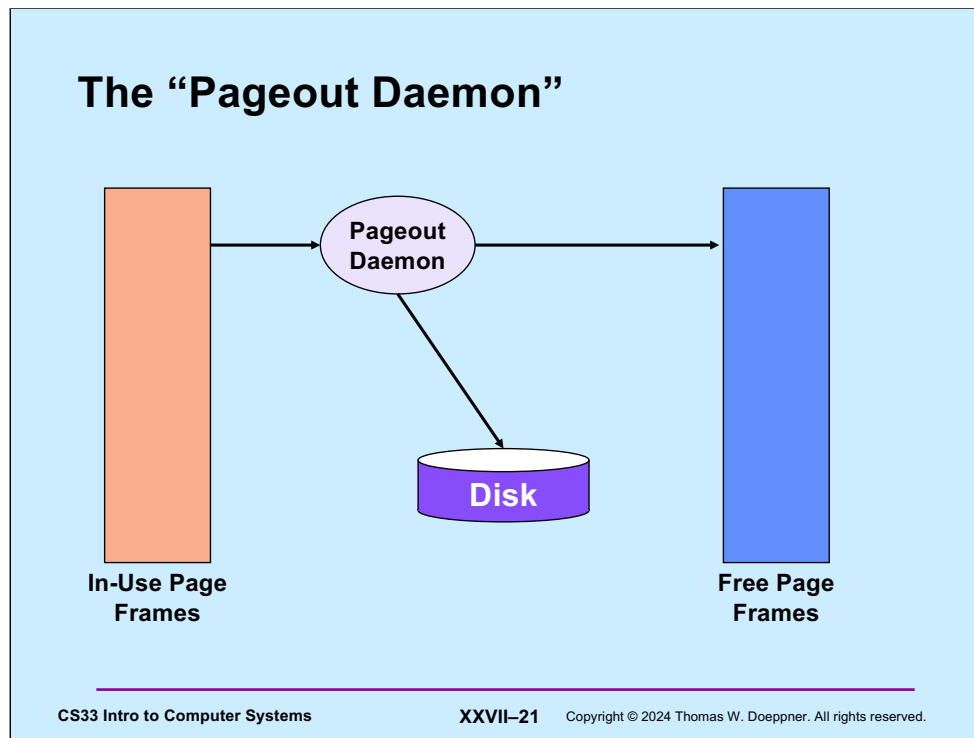 The “Pageout Daemon”
Pageout
Daemon
Disk
In-Use Page
Frames
Free Page
Frames
CS33 Intro to Computer Systems
XXVII–21
Copyright © 2024 Thomas W. Doeppner. All rights reserved.